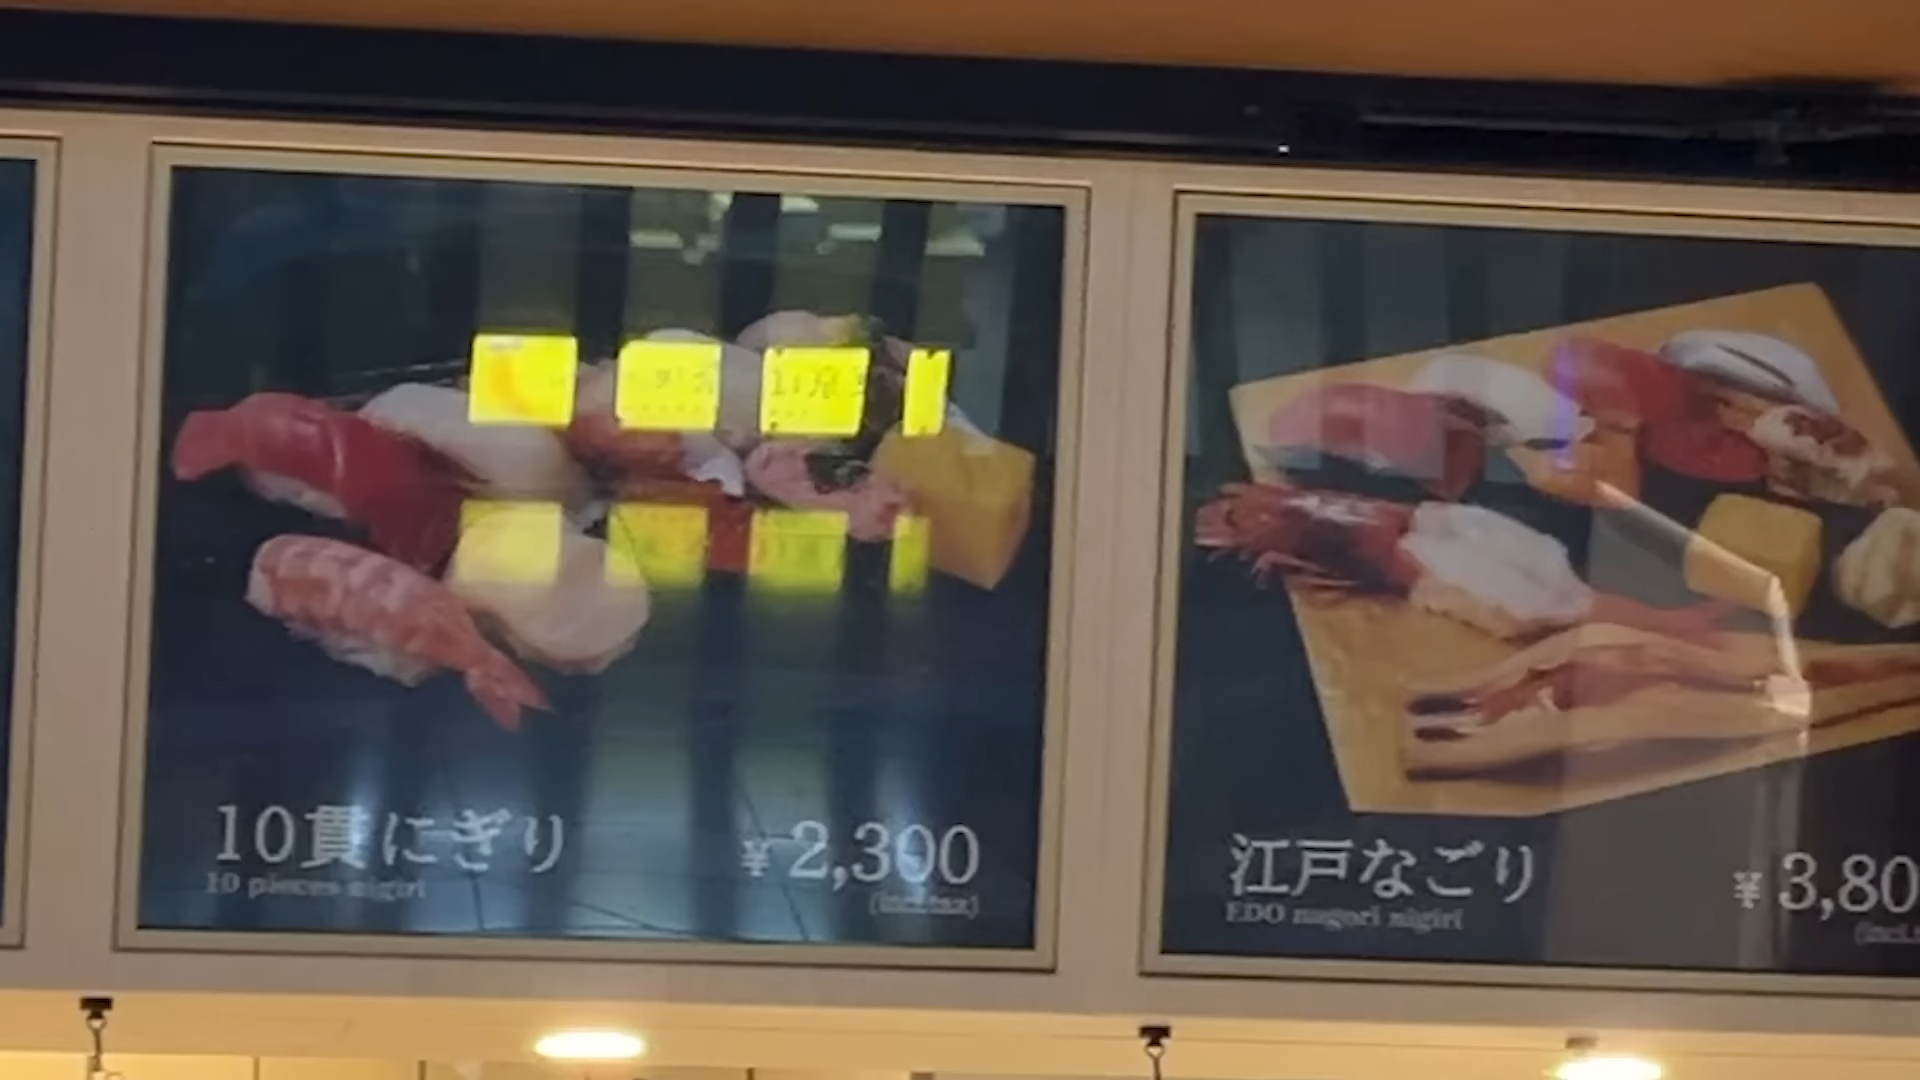 10貫にぎり
10 pieces nigiri
¥2,300
(incl.tax)
江戸なごり
EDO nagori nigiri
¥3,80
(incl.t